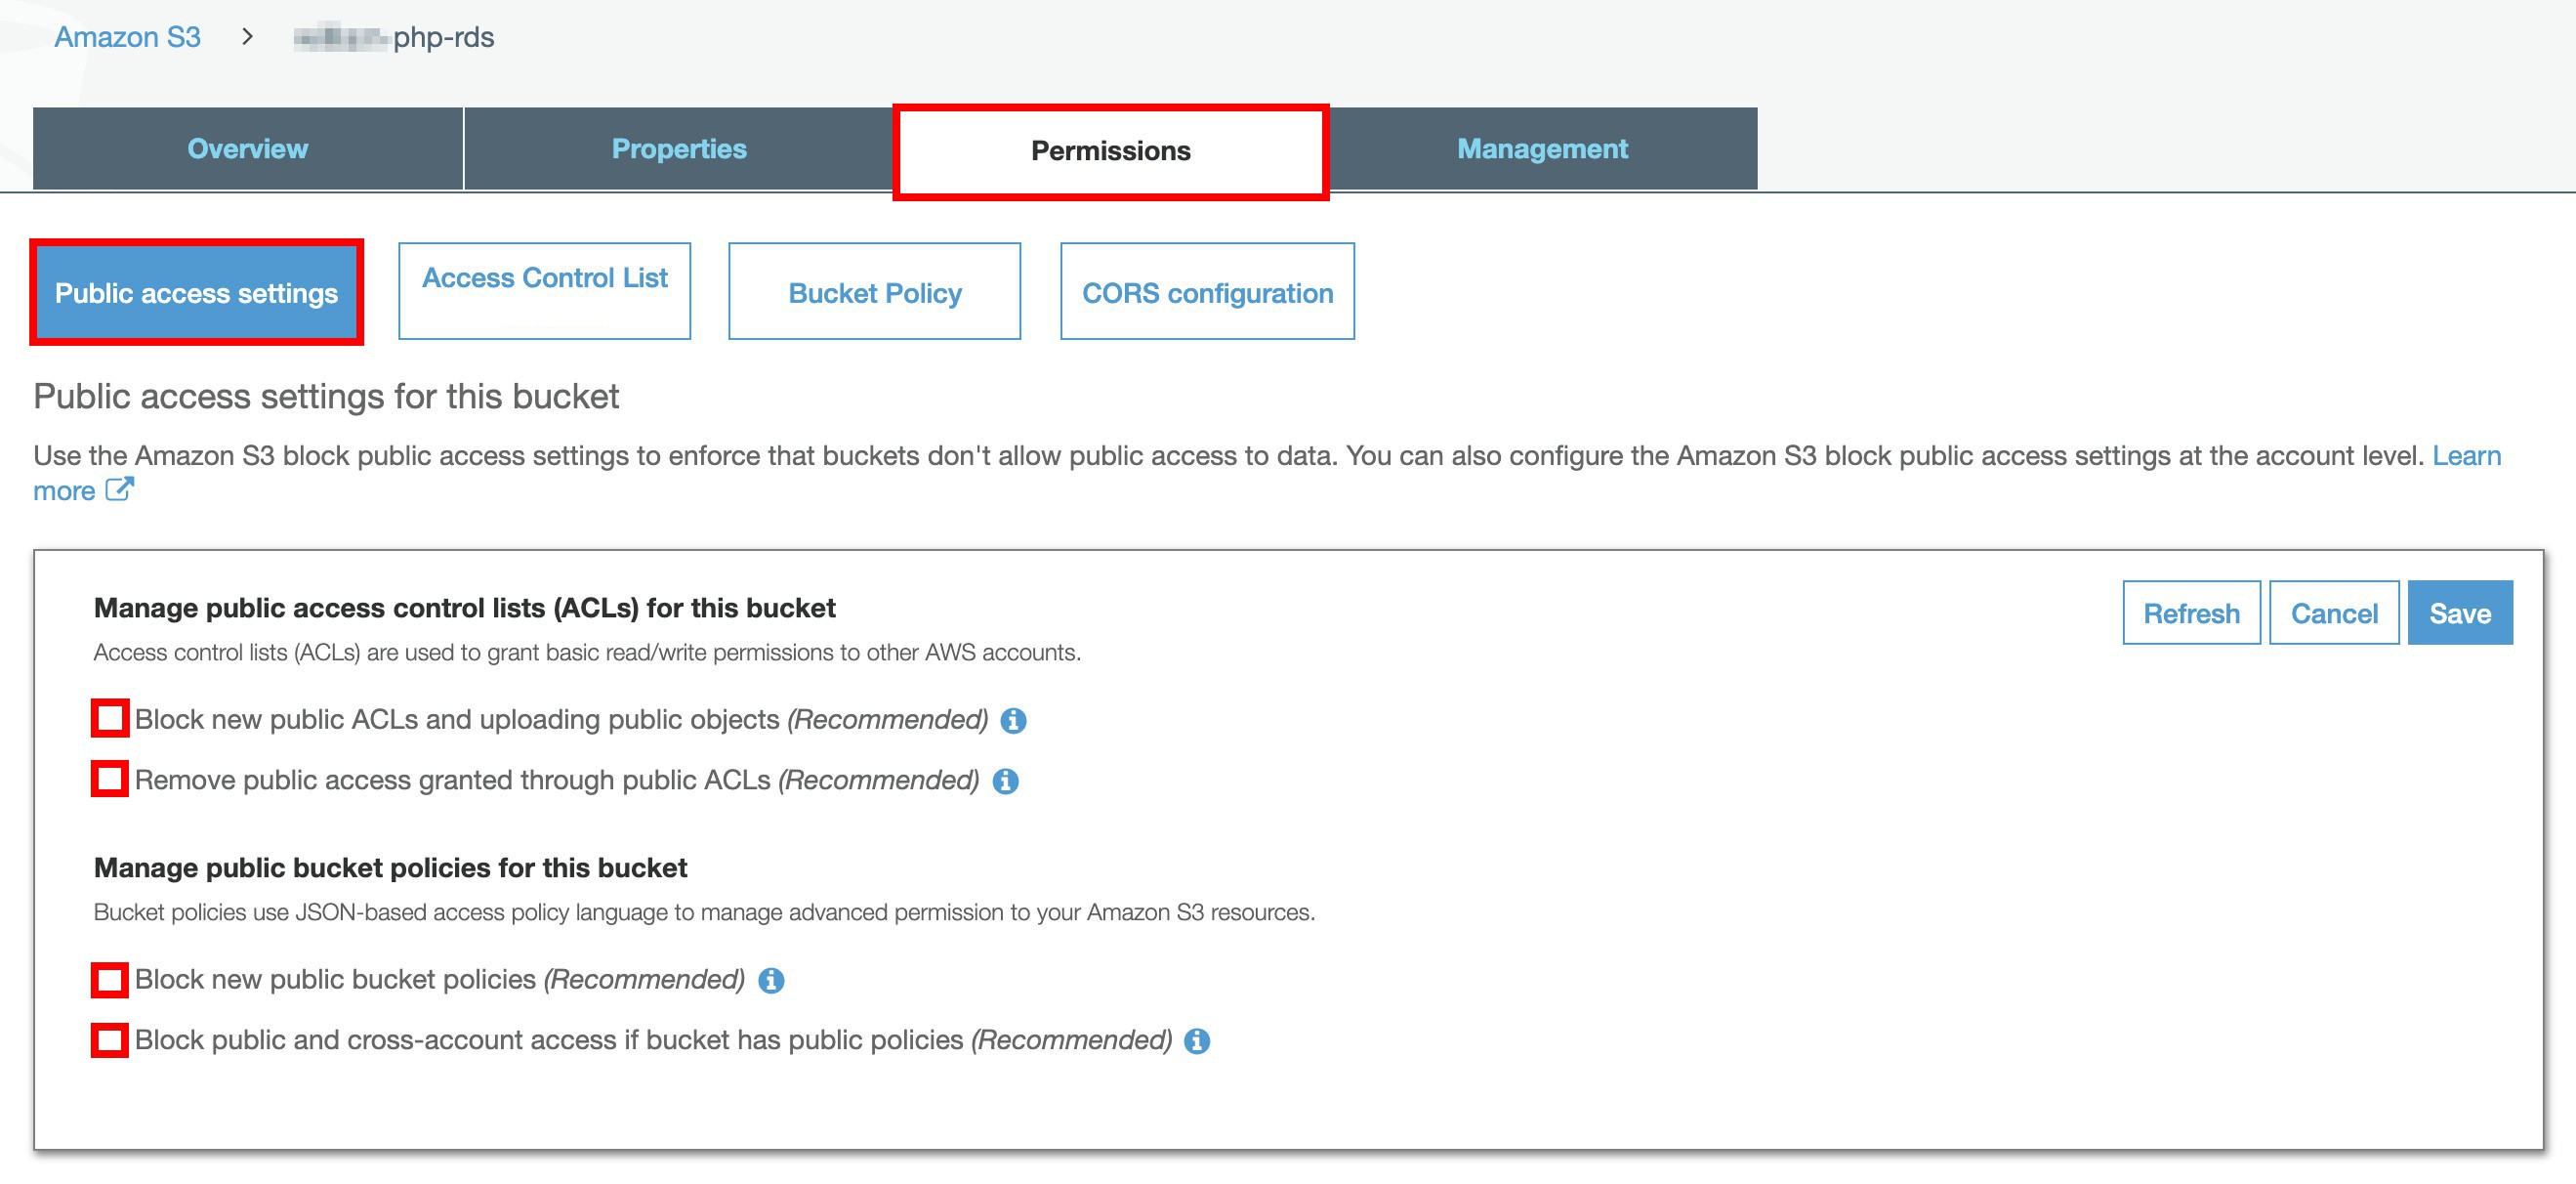 Amazon S3 > php-rds
Overview
Properties
Permissions
Management
Public access settings
Access Control List
Bucket Policy
CORS configuration
Public access settings for this bucket
Use the Amazon S3 block public access settings to enforce that buckets don't allow public access to data. You can also configure the Amazon S3 block public access settings at the account level. Learn
more
Manage public access control lists (ACLs) for this bucket
Refresh
Cancel
Save
Access control lists (ACLs) are used to grant basic read/write permissions to other AWS accounts.
Block new public ACLs and uploading public objects (Recommended)
Remove public access granted through public ACLs (Recommended)
Manage public bucket policies for this bucket
Bucket policies use JSON-based access policy language to manage advanced permission to your Amazon S3 resources.
Block new public bucket policies (Recommended)
Block public and cross-account access if bucket has public policies (Recommended)